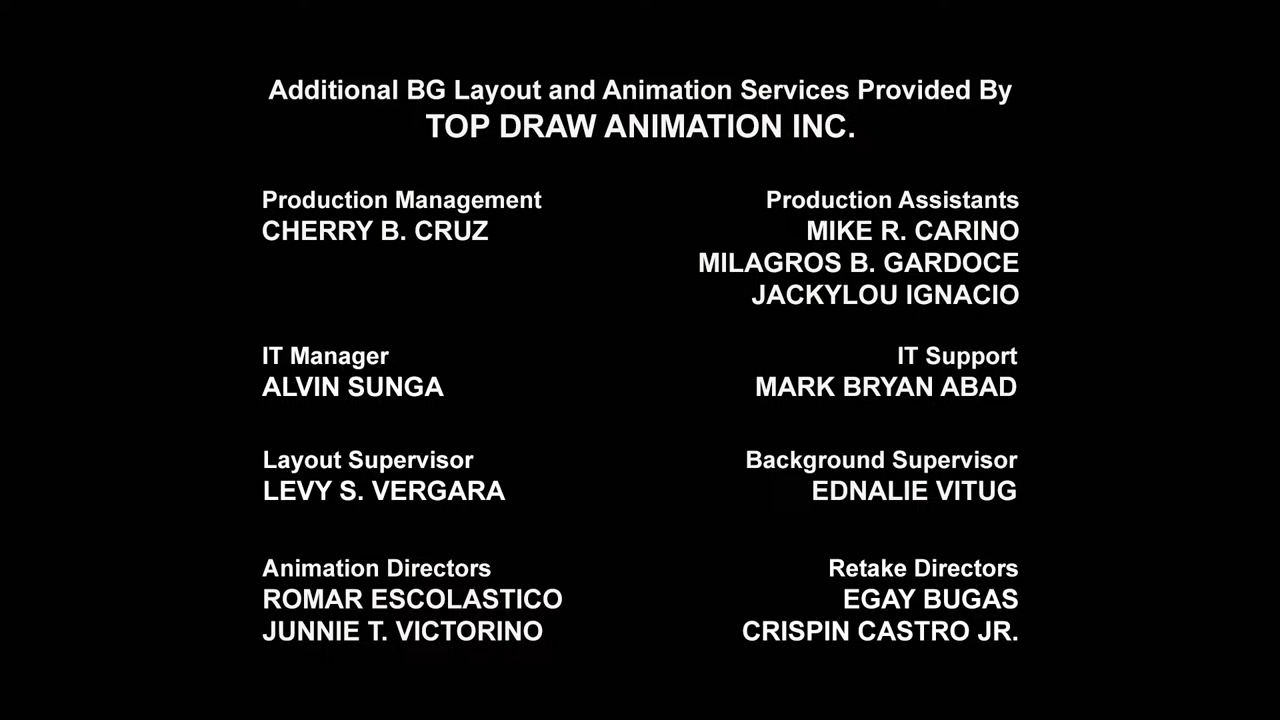 Additional BG Layout and Animation Services Provided By
TOP DRAW ANIMATION INC.
Production Management
CHERRY B. CRUZ
Production Assistants
MIKE R. CARINO
MILAGROS B. GARDOCE
JACKYLOU IGNACIO
IT Manager
ALVIN SUNGA
IT Support
MARK BRYAN ABAD
Layout Supervisor
LEVY S. VERGARA
Background Supervisor
EDNALIE VITUG
Animation Directors
ROMAR ESCOLASTICO
JUNNIE T. VICTORINO
Retake Directors
EGAY BUGAS
CRISPIN CASTRO JR.